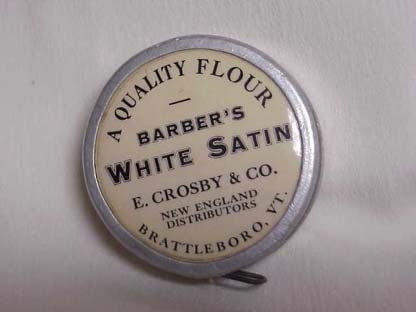 A QUALITY FLOUR
BARBER'S
WHITE SATIN
E. CROSBY & CO.
NEW ENGLAND
DISTRIBUTORS
BRATTLEBORO, VT.